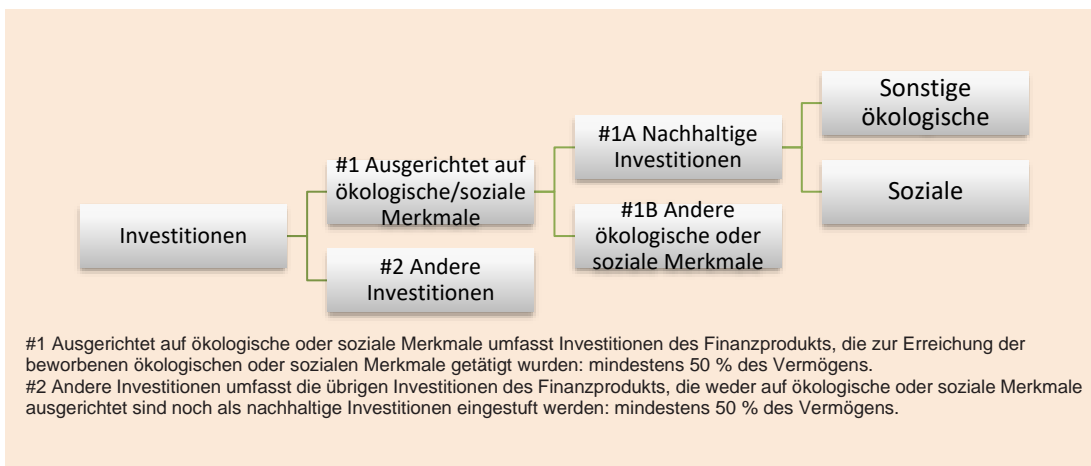 Sonstige
ökologische
#1A Nachhaltige
Investitionen
#1 Ausgerichtet auf
ökologische/soziale
Merkmale
Soziale
#1B Andere
ökologische oder
soziale Merkmale
Investitionen
#2 Andere
Investitionen
#1 Ausgerichtet auf ökologische oder soziale Merkmale umfasst Investitionen des Finanzprodukts, die zur Erreichung der
beworbenen ökologischen oder sozialen Merkmale getätigt wurden: mindestens 50 % des Vermögens.
#2 Andere Investitionen umfasst die übrigen Investitionen des Finanzprodukts, die weder auf ökologische oder soziale Merkmale
ausgerichtet sind noch als nachhaltige Investitionen eingestuft werden: mindestens 50 % des Vermögens.